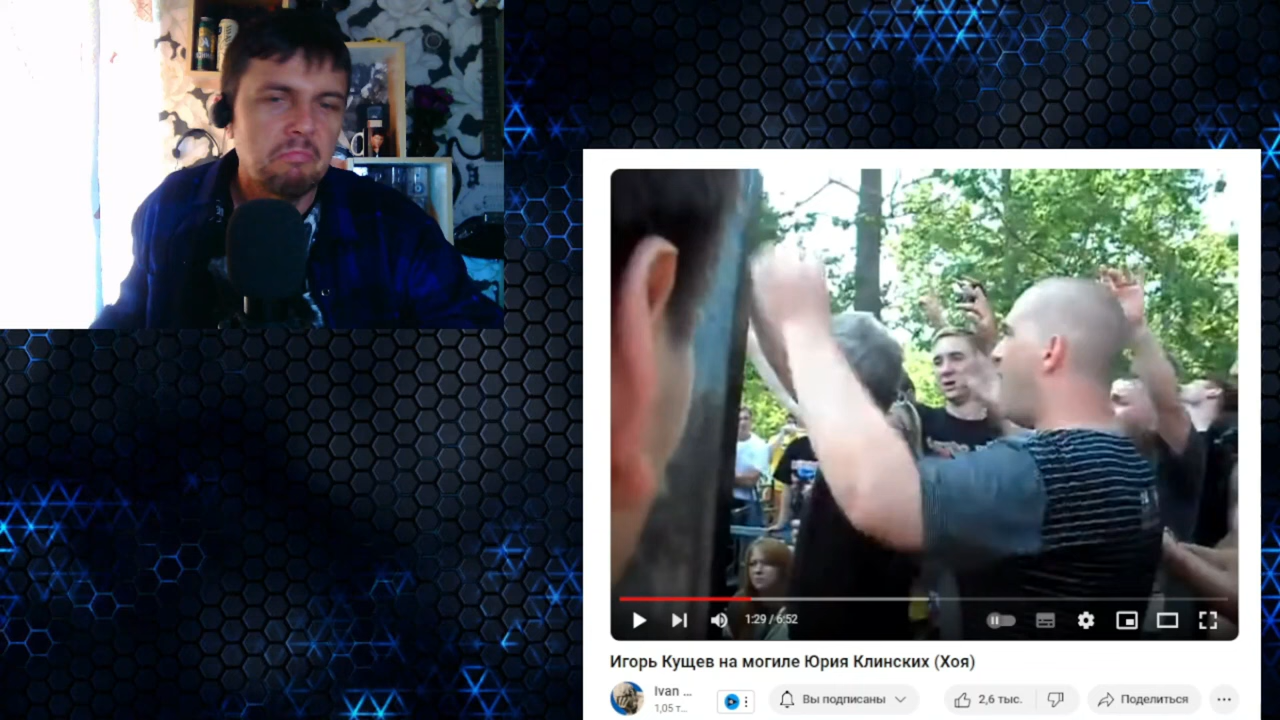 1:29 / 6:52
Игорь Кущев на могиле Юрия Клинских (Хоя)
Ivan ...
1,05 т...
Вы подписаны
2,6 тыс.
Поделиться